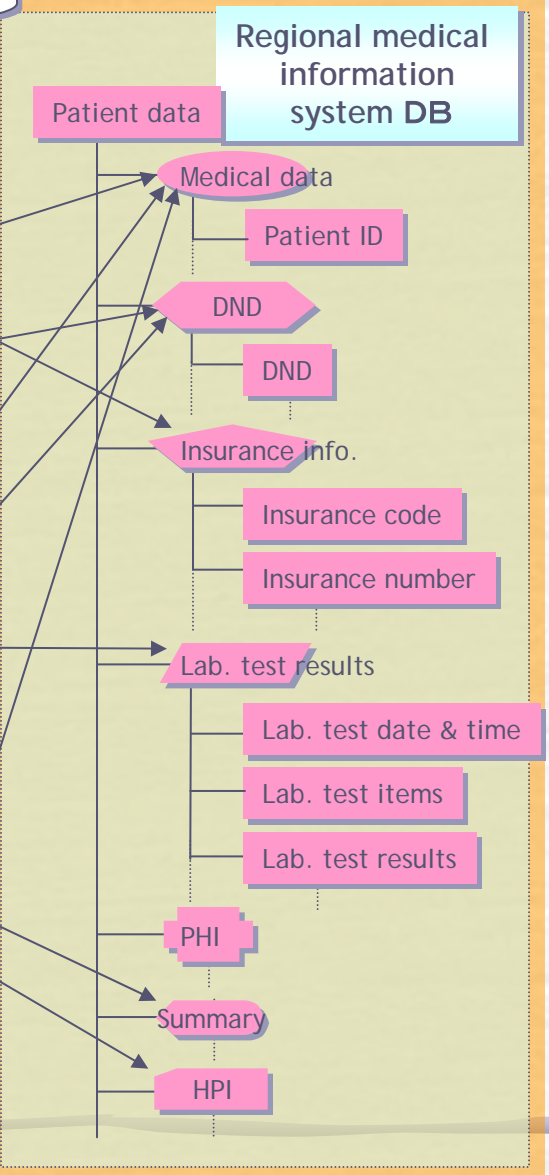 Regional medical
information
system DB
Patient data
Medical data
Patient ID
DND
DND
Insurance info.
Insurance code
Insurance number
Lab. test results
Lab. test date & time
Lab. test items
Lab. test results
PHI
Summary
HPI